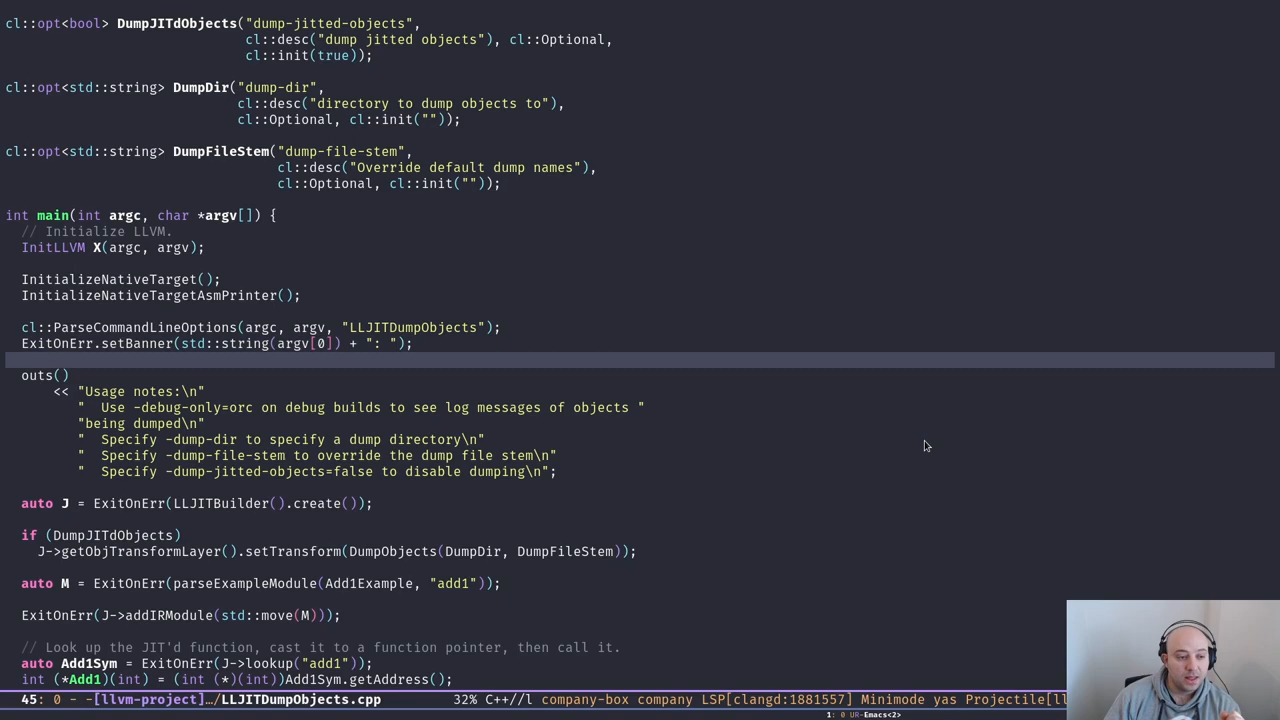 cl::opt<bool> DumpJITdObjects("dump-jitted-objects",
                              cl::desc("dump jitted objects"), cl::Optional,
                              cl::init(true));

cl::opt<std::string> DumpDir("dump-dir",
                             cl::desc("directory to dump objects to"),
                             cl::Optional, cl::init(""));

cl::opt<std::string> DumpFileStem("dump-file-stem",
                                  cl::desc("Override default dump names"),
                                  cl::Optional, cl::init(""));

int main(int argc, char *argv[]) {
  // Initialize LLVM.
  InitLLVM X(argc, argv);

  InitializeNativeTarget();
  InitializeNativeTargetAsmPrinter();

  cl::ParseCommandLineOptions(argc, argv, "LLJITDumpObjects");
  ExitOnErr.setBanner(std::string(argv[0]) + ": ");

  outs()
      << "Usage notes:\n"
         "  Use -debug-only=orc on debug builds to see log messages of objects "
         "being dumped\n"
         "  Specify -dump-dir to specify a dump directory\n"
         "  Specify -dump-file-stem to override the dump file stem\n"
         "  Specify -dump-jitted-objects=false to disable dumping\n";

  auto J = ExitOnErr(LLJITBuilder().create());

  if (DumpJITdObjects)
    J->getObjTransformLayer().setTransform(DumpObjects(DumpDir, DumpFileStem));

  auto M = ExitOnErr(parseExampleModule(Add1Example, "add1"));

  ExitOnErr(J->addIRModule(std::move(M)));

  // Look up the JIT'd function, cast it to a function pointer, then call it.
  auto Add1Sym = ExitOnErr(J->lookup("add1"));
  int (*Add1)(int) = (int (*)(int))Add1Sym.getAddress();
45: 0 - -[llvm-project]…/LLJITDumpObjects.cpp 32% C++//l company-box company LSP[clangd:1881557] Minimode yas Projectile[ll
1: 0 UR-Emacs<2>